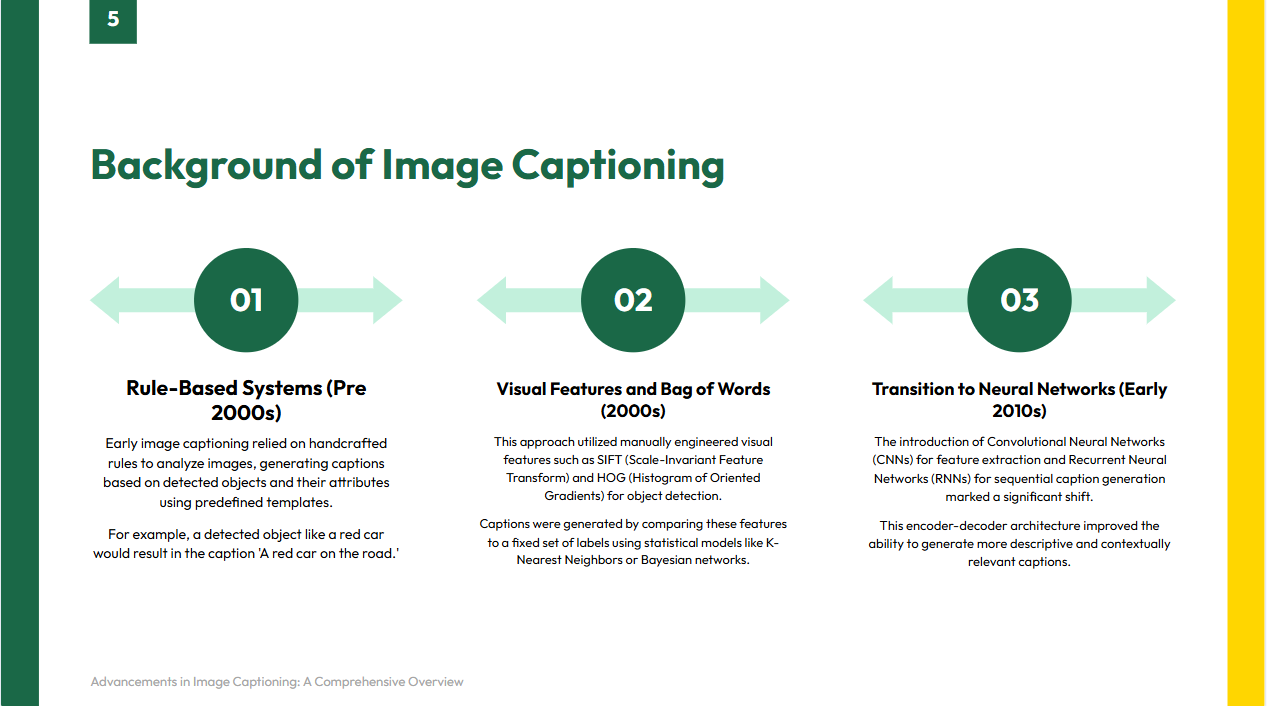 5
Background of Image Captioning
01
Rule-Based Systems (Pre
2000s)
Early image captioning relied on handcrafted
rules to analyze images, generating captions
based on detected objects and their attributes
using predefined templates.
For example, a detected object like a red car
would result in the caption 'A red car on the road.'
02
Visual Features and Bag of Words
(2000s)
This approach utilized manually engineered visual
features such as SIFT (Scale-Invariant Feature
Transform) and HOG (Histogram of Oriented
Gradients) for object detection.
Captions were generated by comparing these features
to a fixed set of labels using statistical models like K-
Nearest Neighbors or Bayesian networks.
03
Transition to Neural Networks (Early
2010s)
The introduction of Convolutional Neural Networks
(CNNs) for feature extraction and Recurrent Neural
Networks (RNNs) for sequential caption generation
marked a significant shift.
This encoder-decoder architecture improved the
ability to generate more descriptive and contextually
relevant captions.
Advancements in Image Captioning: A Comprehensive Overview